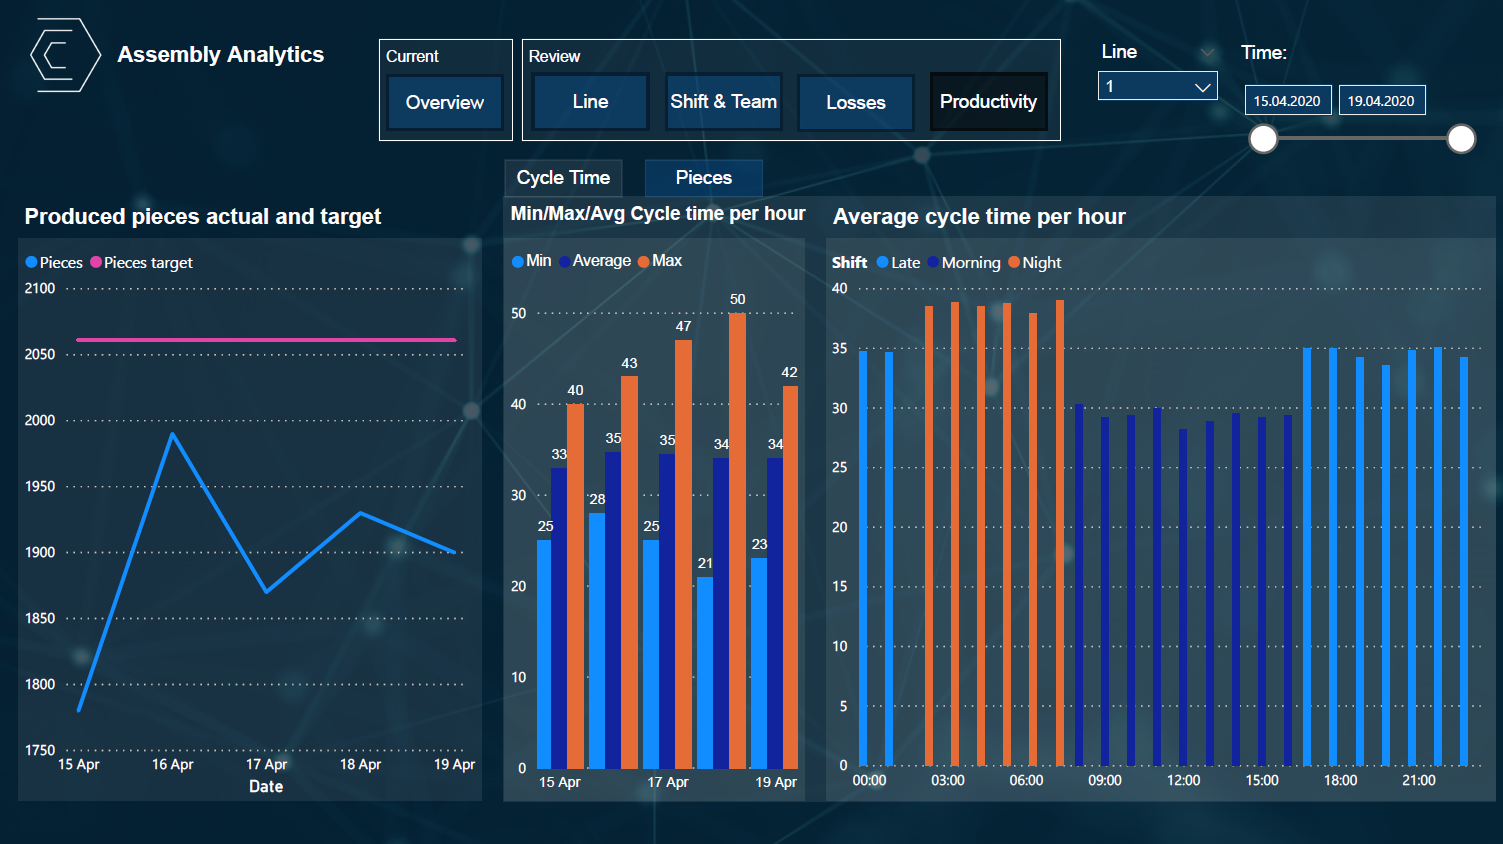 Assembly Analytics
Current
Overview
Review
Line
Shift & Team
Losses
Productivity
Line
1
Time:
15.04.2020
19.04.2020
Cycle Time
Pieces
Produced pieces actual and target
Pieces
Pieces target
2100
2050
2000
1950
1900
1850
1800
1750
15 Apr
16 Apr
17 Apr
18 Apr
19 Apr
Date
Min/Max/Avg Cycle time per hour
Min
Average
Max
50
40
30
20
10
0
25
33
40
28
35
43
25
35
47
21
34
50
23
34
42
15 Apr
17 Apr
19 Apr
Average cycle time per hour
Shift
Late
Morning
Night
40
35
30
25
20
15
10
5
0
00:00
03:00
06:00
09:00
12:00
15:00
18:00
21:00